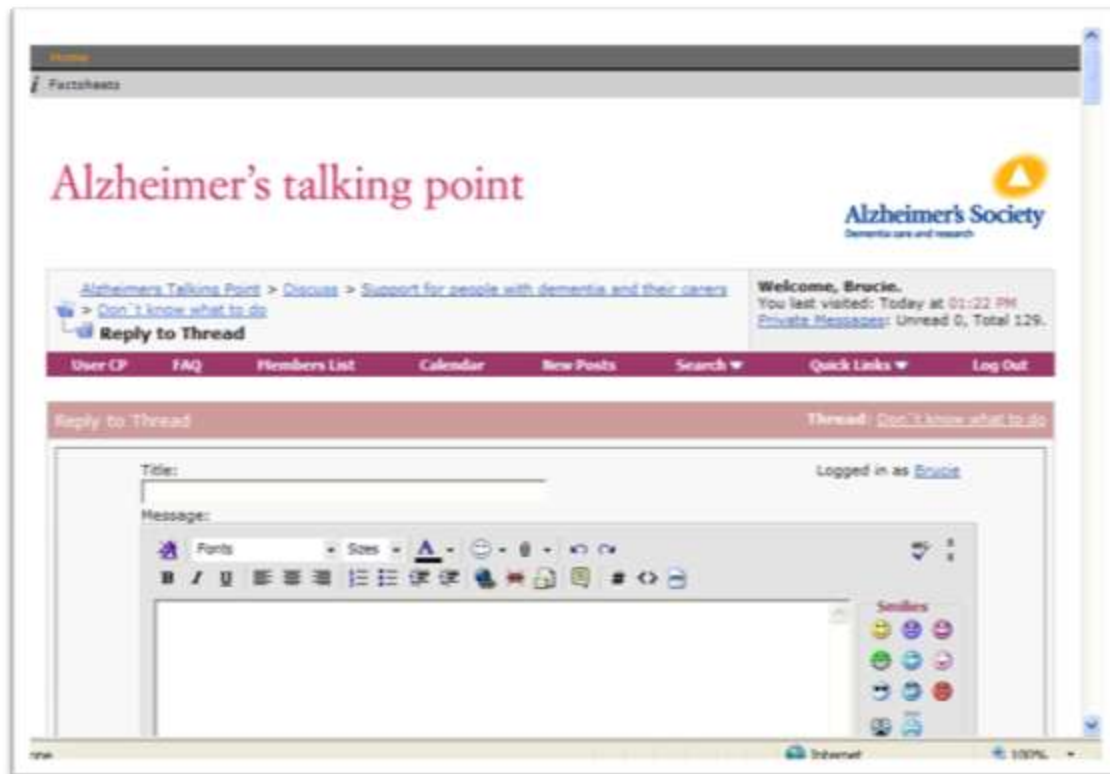 Home
i Factsheets
Alzheimer's talking point
Alzheimer's Society
Dementia care and research
Alzheimers Talking Point > Discuss > Support for people with dementia and their carers
> Don`t know what to do
Reply to Thread
Welcome, Brucie.
You last visited: Today at 01:22 PM
Private Messages: Unread 0, Total 129.
User CP FAQ Members List Calendar New Posts Search Quick Links Log Out
Reply to Thread Thread: Don`t know what to do
Title: Logged in as Brucie
Message:
Fonts Sizes A
B I U # <>
Smilies
Internet 100%